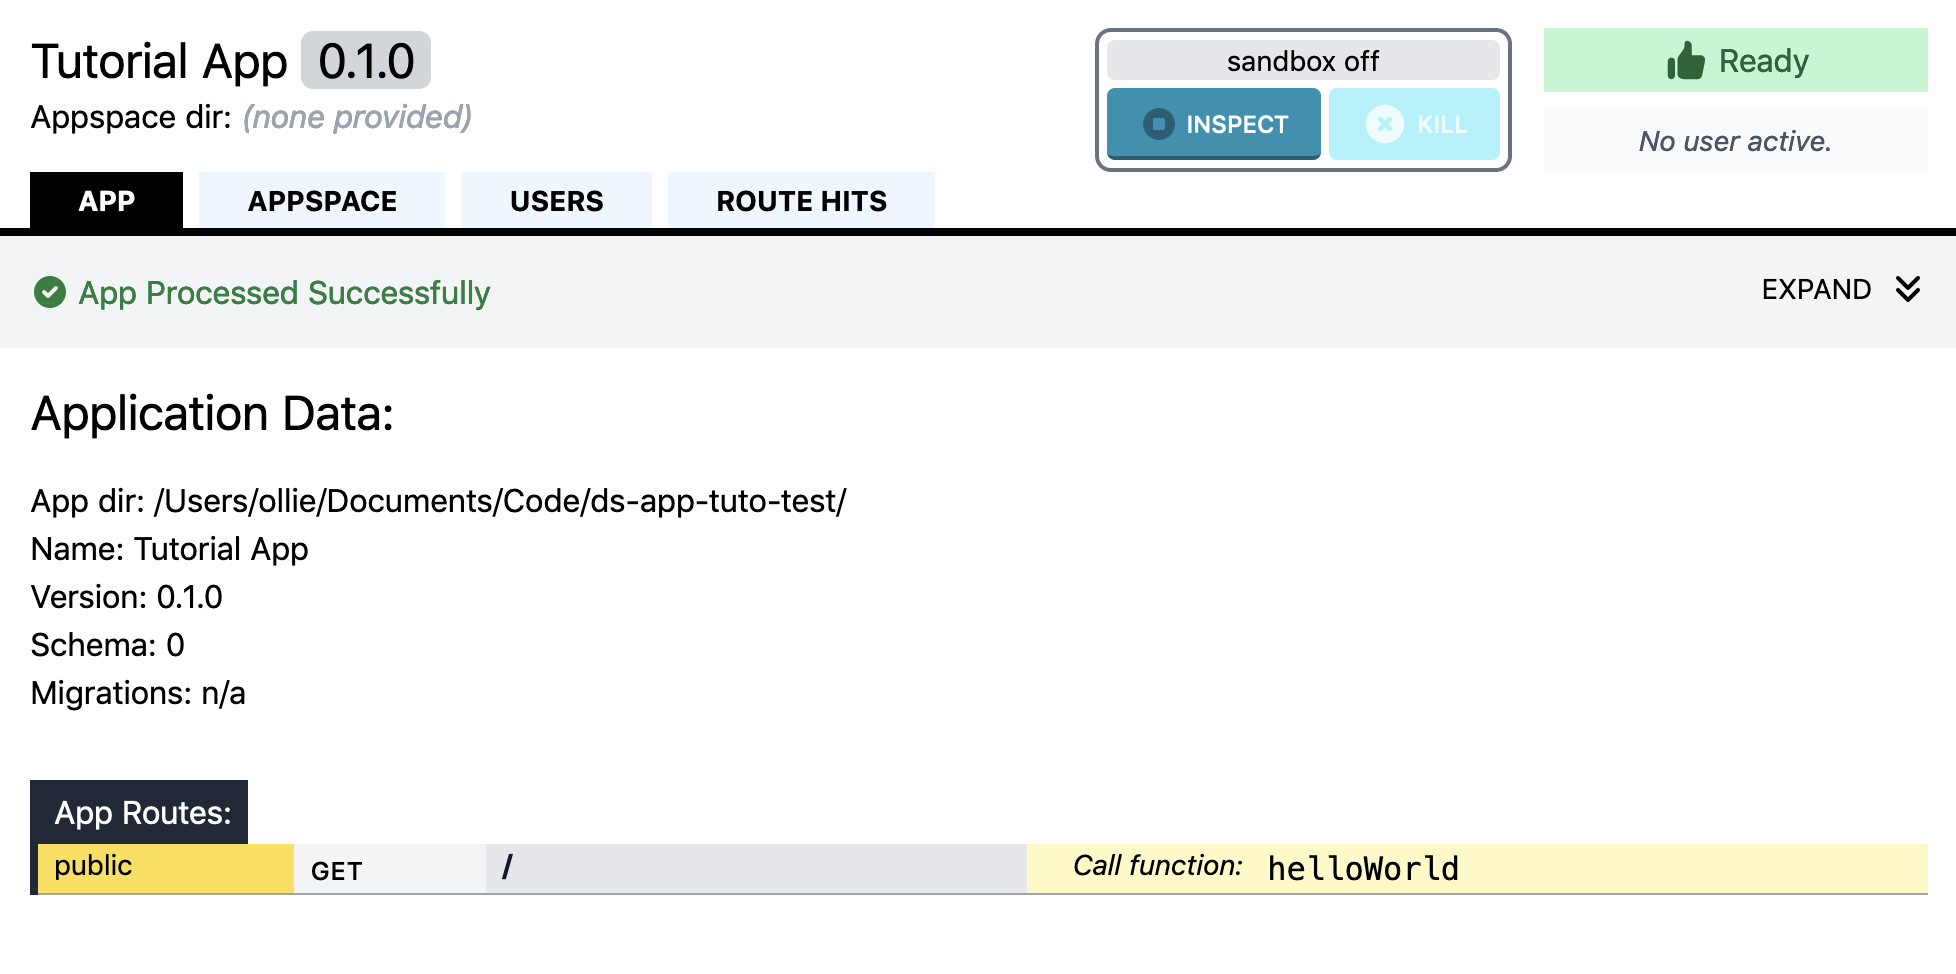 Tutorial App 0.1.0
Appspace dir: (none provided)
sandbox off
INSPECT
KILL
Ready
No user active.
APP
APPSPACE
USERS
ROUTE HITS
App Processed Successfully
EXPAND
Application Data:
App dir: /Users/ollie/Documents/Code/ds-app-tuto-test/
Name: Tutorial App
Version: 0.1.0
Schema: 0
Migrations: n/a
App Routes:
public GET / Call function: helloWorld